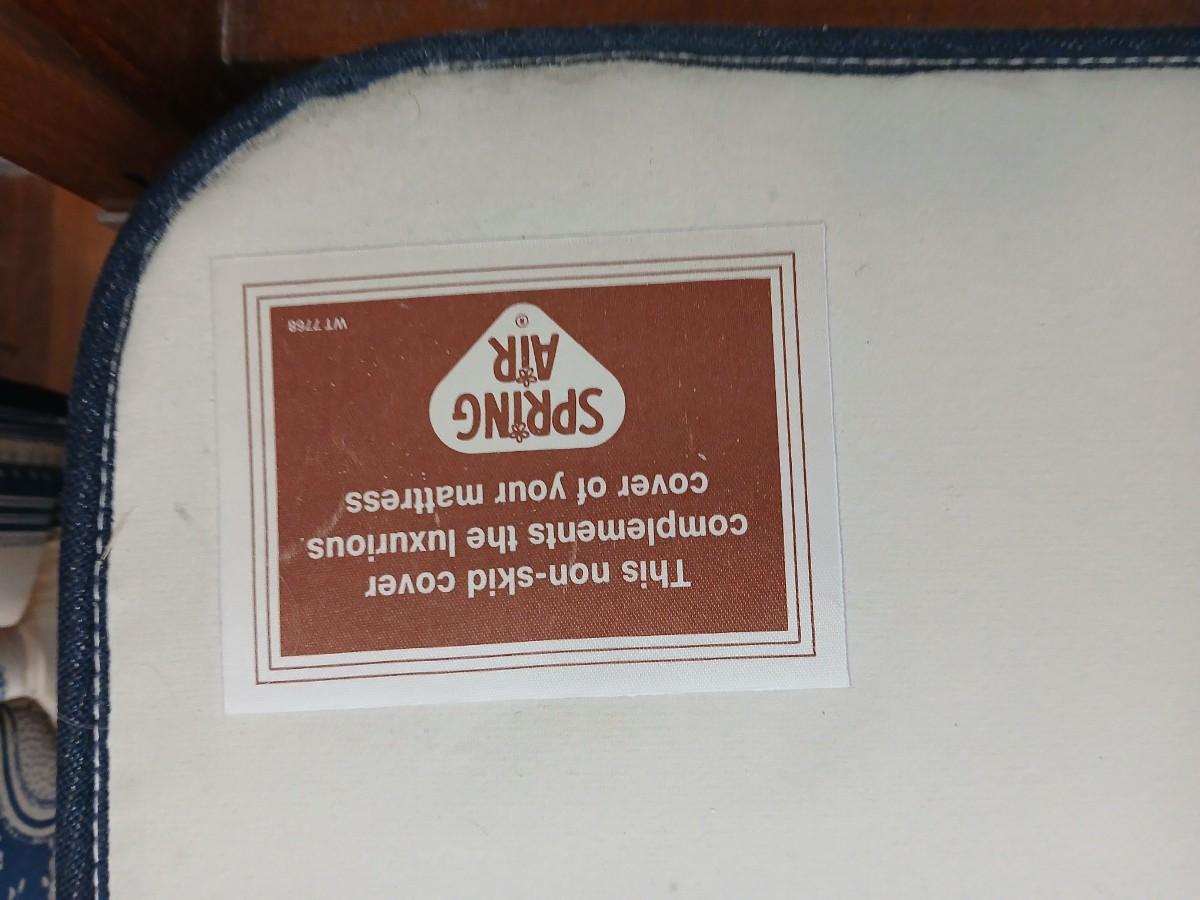 This non-skid cover
complements the luxurious
cover of your mattress
SPRING
AIR
®
WT 7768